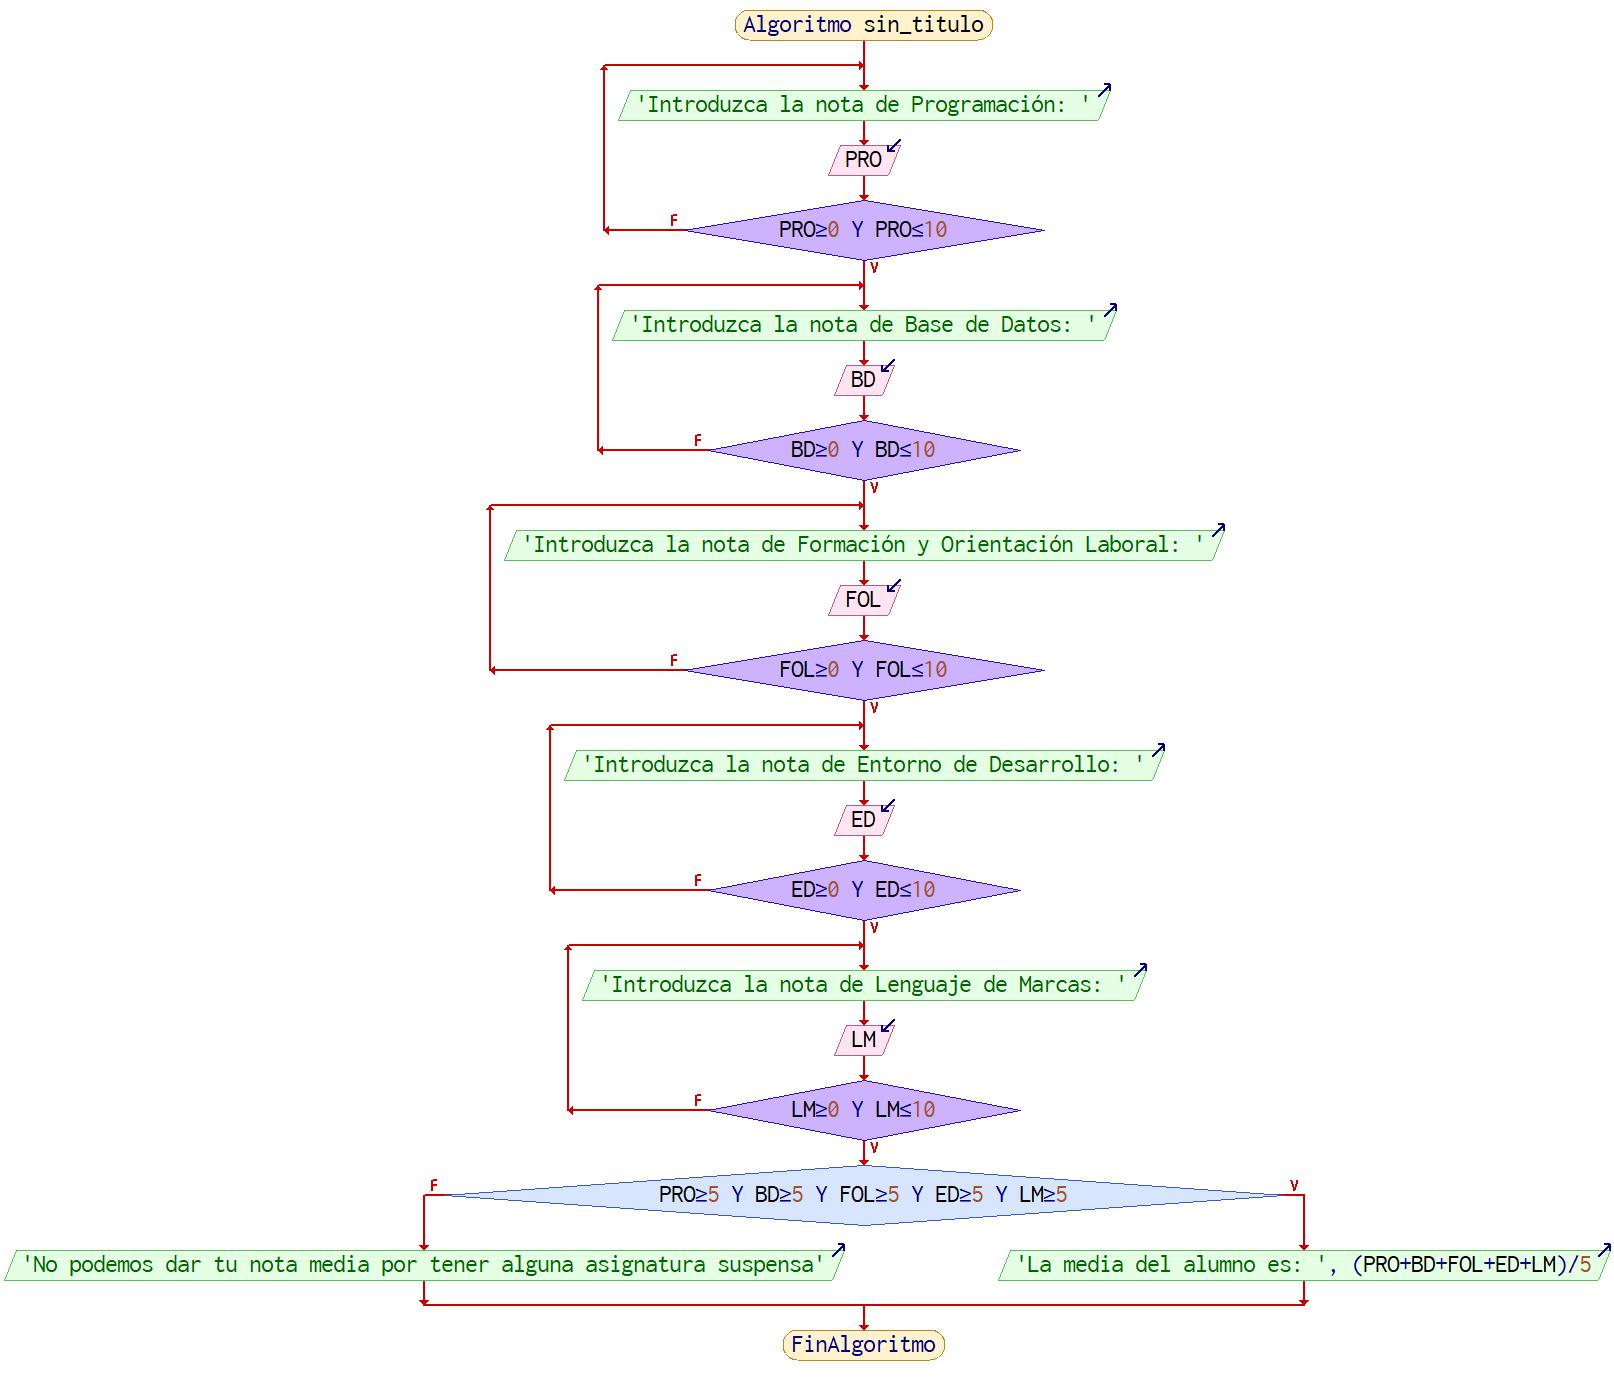 Algoritmo sin_titulo
'Introduzca la nota de Programación: '
PRO
F
PRO≥0 Y PRO≤10
V
'Introduzca la nota de Base de Datos: '
BD
F
BD≥0 Y BD≤10
V
'Introduzca la nota de Formación y Orientación Laboral: '
FOL
F
FOL≥0 Y FOL≤10
V
'Introduzca la nota de Entorno de Desarrollo: '
ED
F
ED≥0 Y ED≤10
V
'Introduzca la nota de Lenguaje de Marcas: '
LM
F
LM≥0 Y LM≤10
V
F
V
PRO≥5 Y BD≥5 Y FOL≥5 Y ED≥5 Y LM≥5
'No podemos dar tu nota media por tener alguna asignatura suspensa'
'La media del alumno es: ', (PRO+BD+FOL+ED+LM)/5
FinAlgoritmo